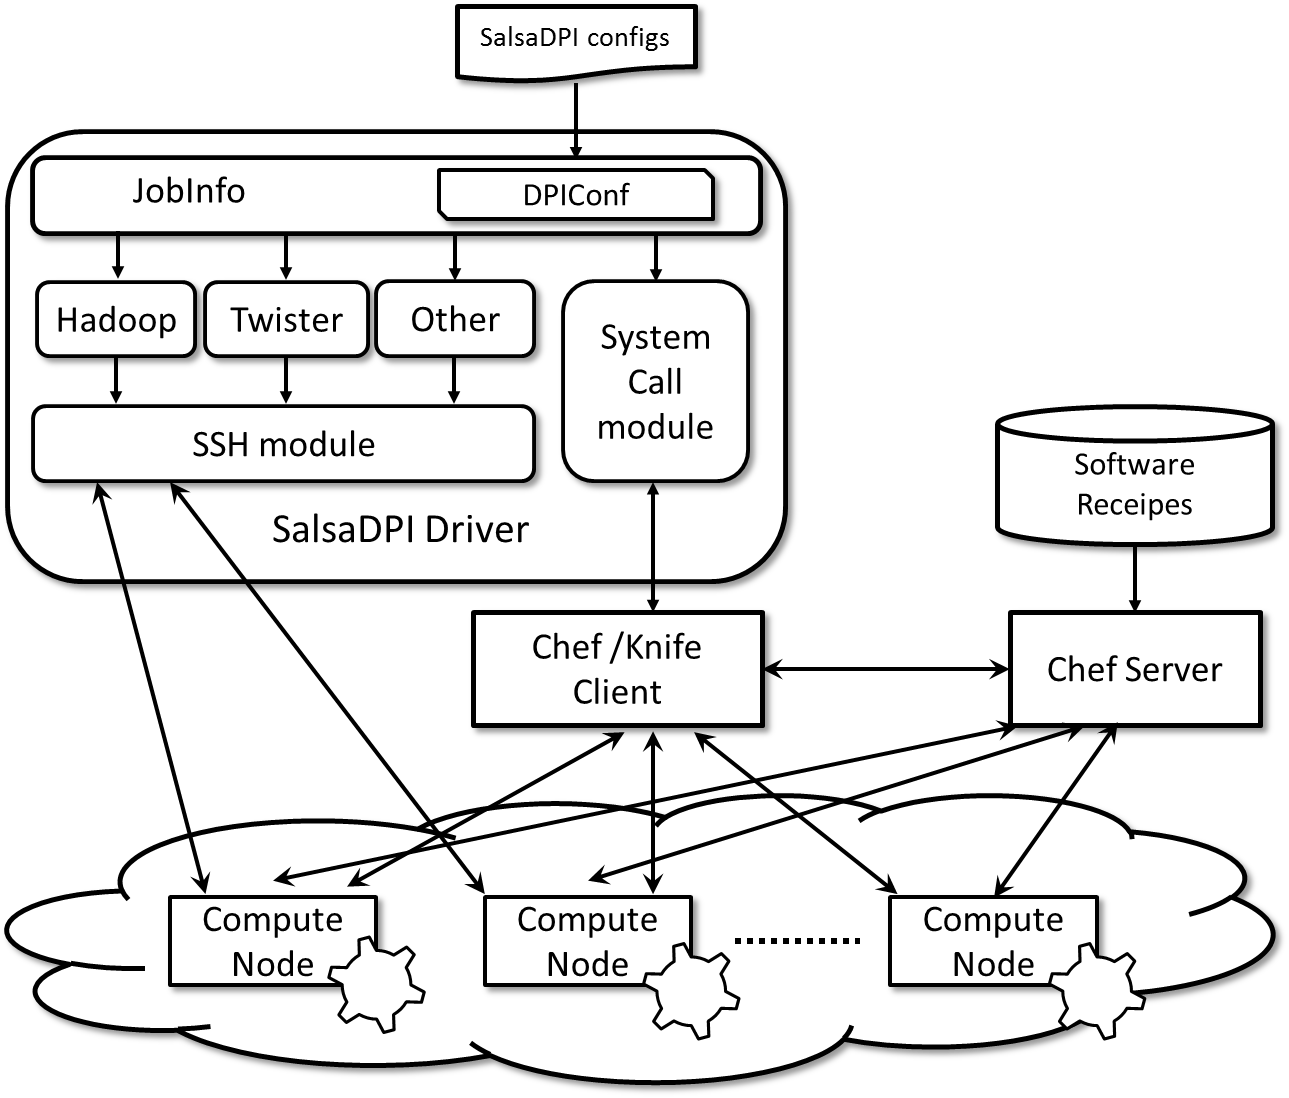 SalsaDPI configs
JobInfo
DPIConf
Hadoop
Twister
Other
System
Call
module
SSH module
SalsaDPI Driver
Software
Receipes
Chef /Knife
Client
Chef Server
Compute
Node
Compute
Node
Compute
Node